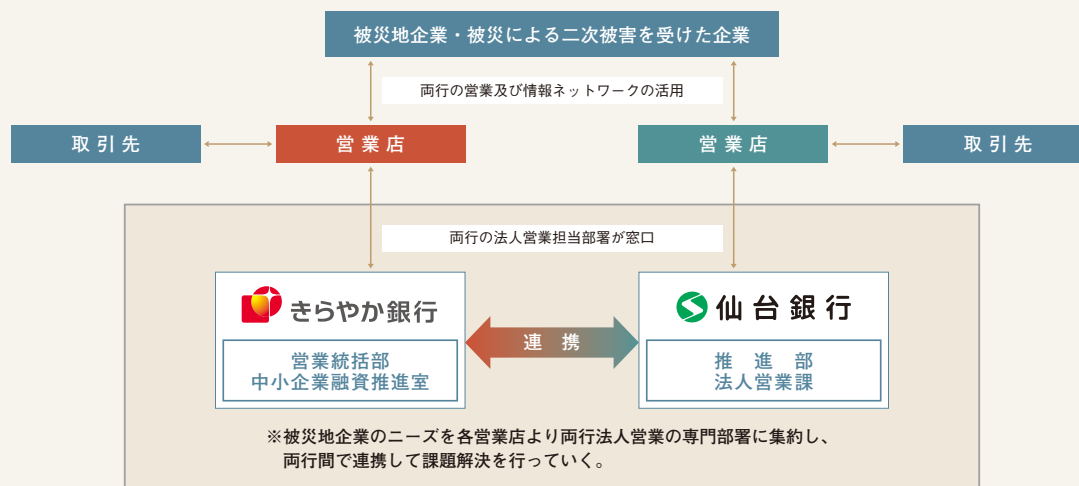 被災地企業・被災による二次被害を受けた企業
両行の営業及び情報ネットワークの活用
取引先
営業店
営業店
取引先
両行の法人営業担当部署が窓口
きらやか銀行
仙台銀行
連　携
営業統括部
中小企業融資推進室
推　進　部
法人営業課
※被災地企業のニーズを各営業店より両行法人営業の専門部署に集約し、
両行間で連携して課題解決を行っていく。